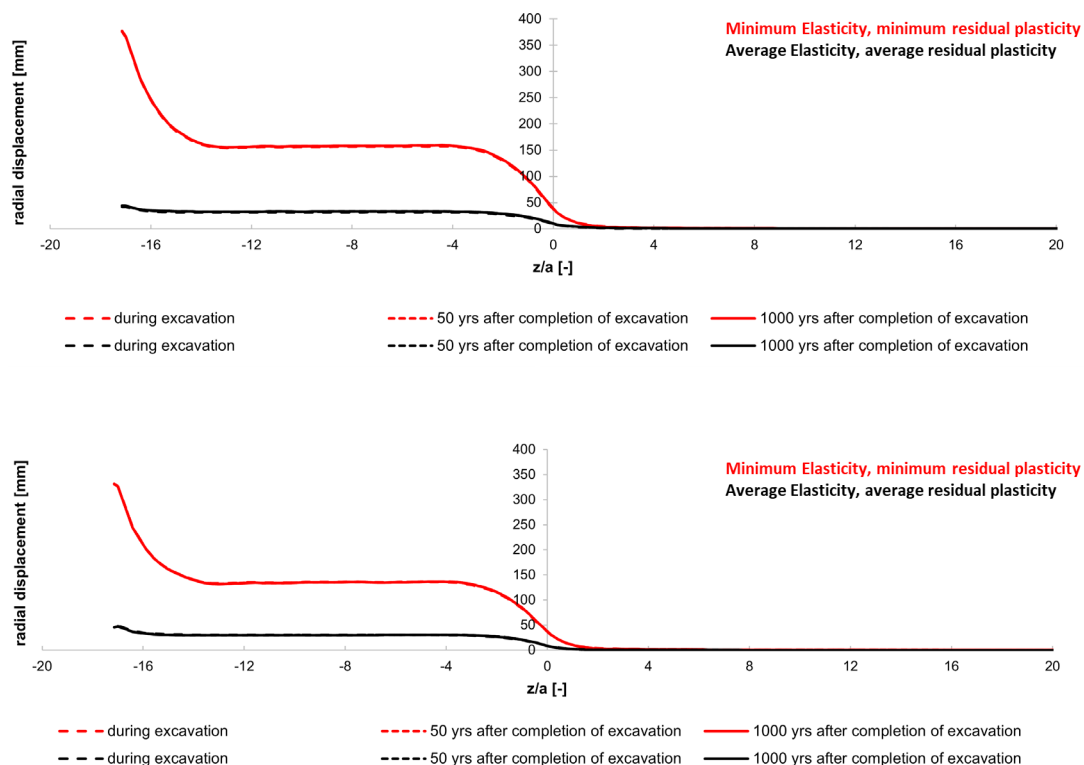 400
350
300
250
200
150
100
50
0
radial displacement [mm]
Minimum Elasticity, minimum residual plasticity
Average Elasticity, average residual plasticity
-20 -16 -12 -8 -4 0 4 8 12 16 20
z/a [-]
during excavation 50 yrs after completion of excavation 1000 yrs after completion of excavation
during excavation 50 yrs after completion of excavation 1000 yrs after completion of excavation
400
350
300
250
200
150
100
50
0
radial displacement [mm]
Minimum Elasticity, minimum residual plasticity
Average Elasticity, average residual plasticity
-20 -16 -12 -8 -4 0 4 8 12 16 20
z/a [-]
during excavation 50 yrs after completion of excavation 1000 yrs after completion of excavation
during excavation 50 yrs after completion of excavation 1000 yrs after completion of excavation